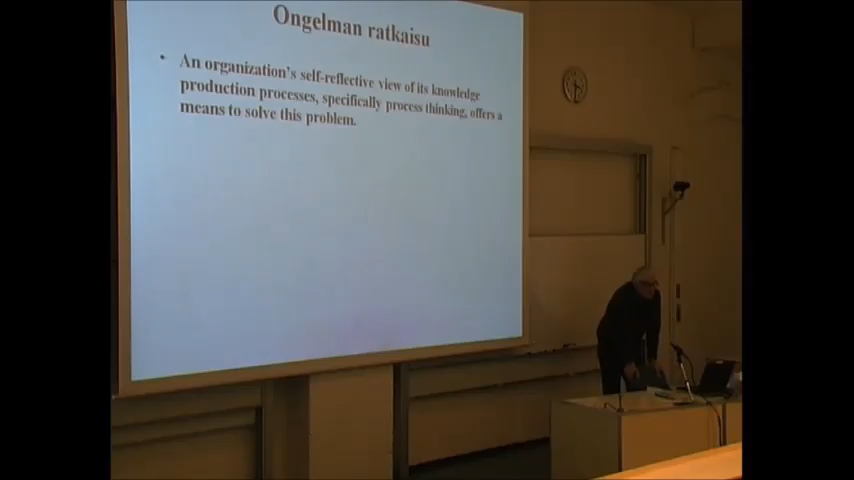 Ongelman ratkaisu
• An organization's self-reflective view of its knowledge
production processes, specifically process thinking, offers a
means to solve this problem.